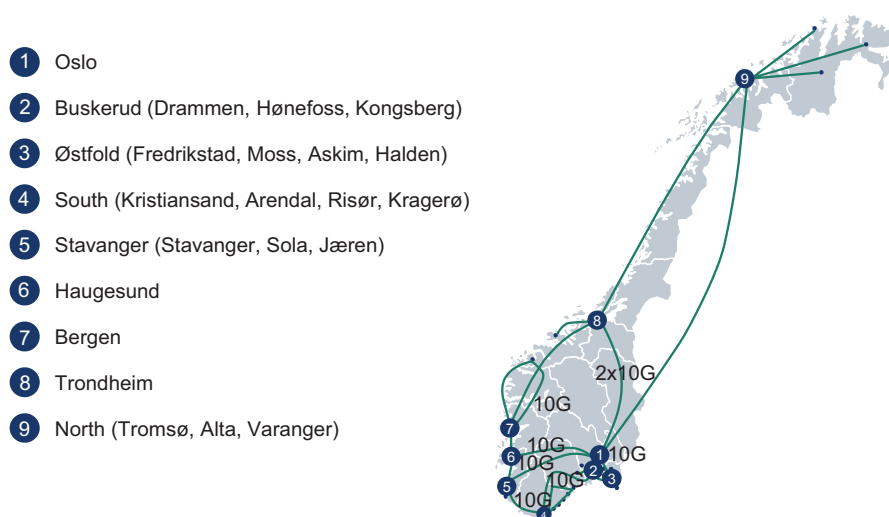 1 Oslo
2 Buskerud (Drammen, Hønefoss, Kongsberg)
3 Østfold (Fredrikstad, Moss, Askim, Halden)
4 South (Kristiansand, Arendal, Risør, Kragerø)
5 Stavanger (Stavanger, Sola, Jæren)
6 Haugesund
7 Bergen
8 Trondheim
9 North (Tromsø, Alta, Varanger)
9
8
2x10G
10G
7
10G
6
10G
1
10G
2
10G
3
5
10G
4